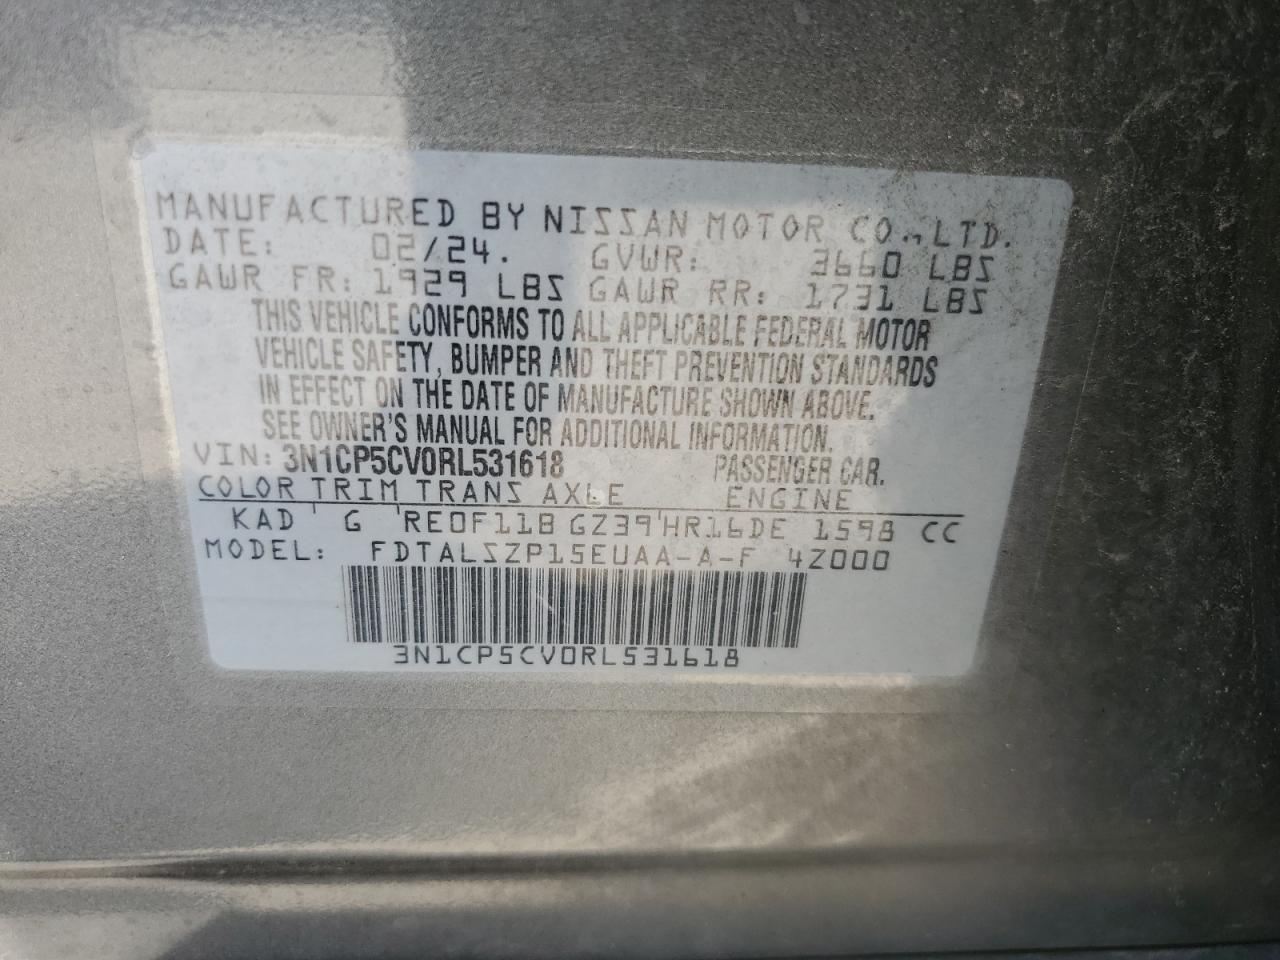 MANUFACTURED BY NISSAN MOTOR CO.,LTD.
DATE: 02/24. GVWR: 3660 LBS
GAWR FR: 1929 LBS GAWR RR: 1731 LBS
THIS VEHICLE CONFORMS TO ALL APPLICABLE FEDERAL MOTOR
VEHICLE SAFETY, BUMPER AND THEFT PREVENTION STANDARDS
IN EFFECT ON THE DATE OF MANUFACTURE SHOWN ABOVE.
SEE OWNER'S MANUAL FOR ADDITIONAL INFORMATION.
VIN: 3N1CP5CV0RL531618 PASSENGER CAR.
COLOR TRIM TRANS AXLE ENGINE
KAD G RE0F11B GZ39 HR16DE 1598 CC
MODEL: FDTALSZP15EUAA-A-F 4Z000
3N1CP5CV0RL531618